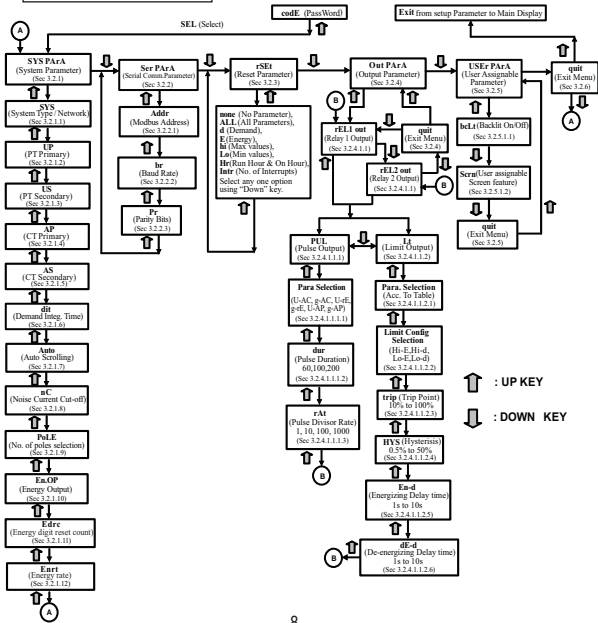 codE (PassWord)
Exit from setup Parameter to Main Display
SEL (Select)
A
SYS PArA
(System Parameter)
(Sec 3.2.1)
SYS
(System Type / Network)
(Sec 3.2.1.1)
UP
(PT Primary)
(Sec 3.2.1.2)
US
(PT Secondary)
(Sec 3.2.1.3)
AP
(CT Primary)
(Sec 3.2.1.4)
AS
(CT Secondary)
(Sec 3.2.1.5)
dit
(Demand Integ. Time)
(Sec 3.2.1.6)
Auto
(Auto Scrolling)
(Sec 3.2.1.7)
nC
(Noise Current Cut-off)
(Sec 3.2.1.8)
PoLE
(No. of poles selection)
(Sec 3.2.1.9)
En.OP
(Energy Output)
(Sec 3.2.1.10)
Edrc
(Energy digit reset count)
(Sec 3.2.1.11)
Enrt
(Energy rate)
(Sec 3.2.1.12)
A
Ser PArA
(Serial Comm.Parameter)
(Sec 3.2.2)
Addr
(Modbus Address)
(Sec 3.2.2.1)
br
(Baud Rate)
(Sec 3.2.2.2)
Pr
(Parity Bits)
(Sec 3.2.2.3)
rSEt
(Reset Parameter)
(Sec 3.2.3)
none (No Parameter),
ALL (All Parameters),
d (Demand),
E(Energy),
hi (Max values),
Lo(Min values),
Hr(Run Hour & On Hour),
Intr (No. of Interrupts)
Select any one option
using "Down" key.
Out PArA
(Output Parameter)
(Sec 3.2.4)
B
rEL1 out
(Relay 1 Output)
(Sec 3.2.4.1.1)
quit
(Exit Menu)
(Sec 3.2.4)
rEL2 out
(Relay 2 Output)
(Sec 3.2.4.1.1)
B
PUL
(Pulse Output)
(Sec 3.2.4.1.1.1)
Para Selection
(U-AC, g-AC, U-rE,
g-rE, U-AP, g-AP)
(Sec 3.2.4.1.1.1.1)
dur
(Pulse Duration)
60,100,200
(Sec 3.2.4.1.1.1.2)
rAt
(Pulse Divisor Rate)
1, 10, 100, 1000
(Sec 3.2.4.1.1.1.3)
B
Lt
(Limit Output)
(Sec 3.2.4.1.1.2)
Para. Selection
(Acc. To Table)
(Sec 3.2.4.1.1.2.1)
Limit Config
Selection
(Hi-E,Hi-d,
Lo-E,Lo-d)
(Sec 3.2.4.1.1.2.2)
trip (Trip Point)
10% to 100%
(Sec 3.2.4.1.1.2.3)
HYS (Hysterisis)
0.5% to 50%
(Sec 3.2.4.1.1.2.4)
En-d
(Energizing Delay time)
1s to 10s
(Sec 3.2.4.1.1.2.5)
dE-d
(De-energizing Delay time)
1s to 10s
(Sec 3.2.4.1.1.2.6)
B
USEr PArA
(User Assignable
Parameter)
(Sec 3.2.5)
bcLt (Backlit On/Off)
(Sec 3.2.5.1.1)
Scrn(User assignable
Screen feature)
(Sec 3.2.5.1.2)
quit
(Exit Menu)
(Sec 3.2.5)
quit
(Exit Menu)
(Sec 3.2.6)
A
: UP KEY
: DOWN KEY
8